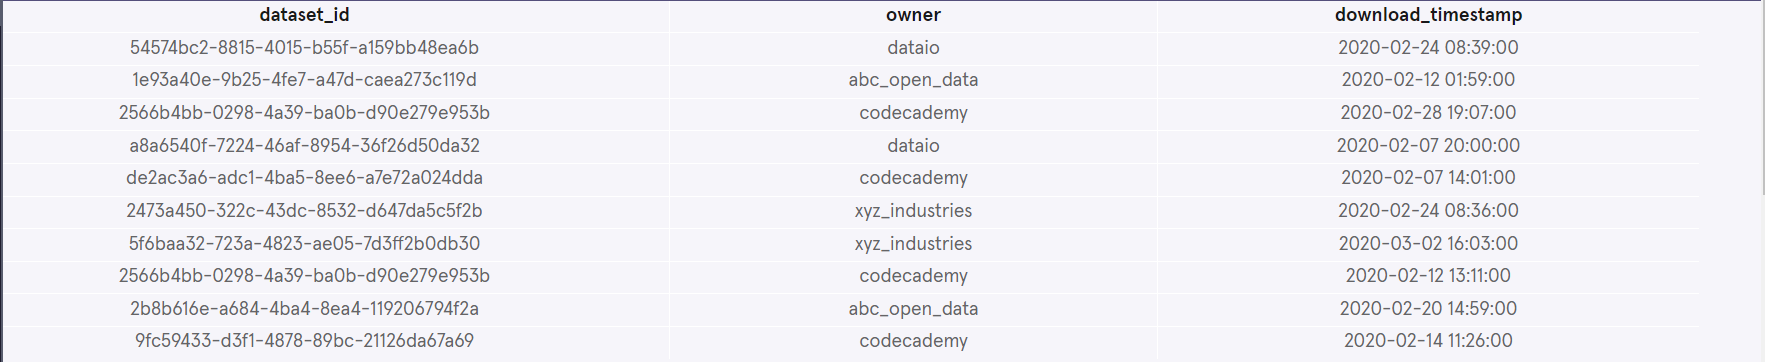 dataset_id owner download_timestamp
54574bc2-8815-4015-b55f-a159bb48ea6b dataio 2020-02-24 08:39:00
1e93a40e-9b25-4fe7-a47d-caea273c119d abc_open_data 2020-02-12 01:59:00
2566b4bb-0298-4a39-ba0b-d90e279e953b codecademy 2020-02-28 19:07:00
a8a6540f-7224-46af-8954-36f26d50da32 dataio 2020-02-07 20:00:00
de2ac3a6-adc1-4ba5-8ee6-a7e72a024dda codecademy 2020-02-07 14:01:00
2473a450-322c-43dc-8532-d647da5c5f2b xyz_industries 2020-02-24 08:36:00
5f6baa32-723a-4823-ae05-7d3ff2b0db30 xyz_industries 2020-03-02 16:03:00
2566b4bb-0298-4a39-ba0b-d90e279e953b codecademy 2020-02-12 13:11:00
2b8b616e-a684-4ba4-8ea4-119206794f2a abc_open_data 2020-02-20 14:59:00
9fc59433-d3f1-4878-89bc-21126da67a69 codecademy 2020-02-14 11:26:00